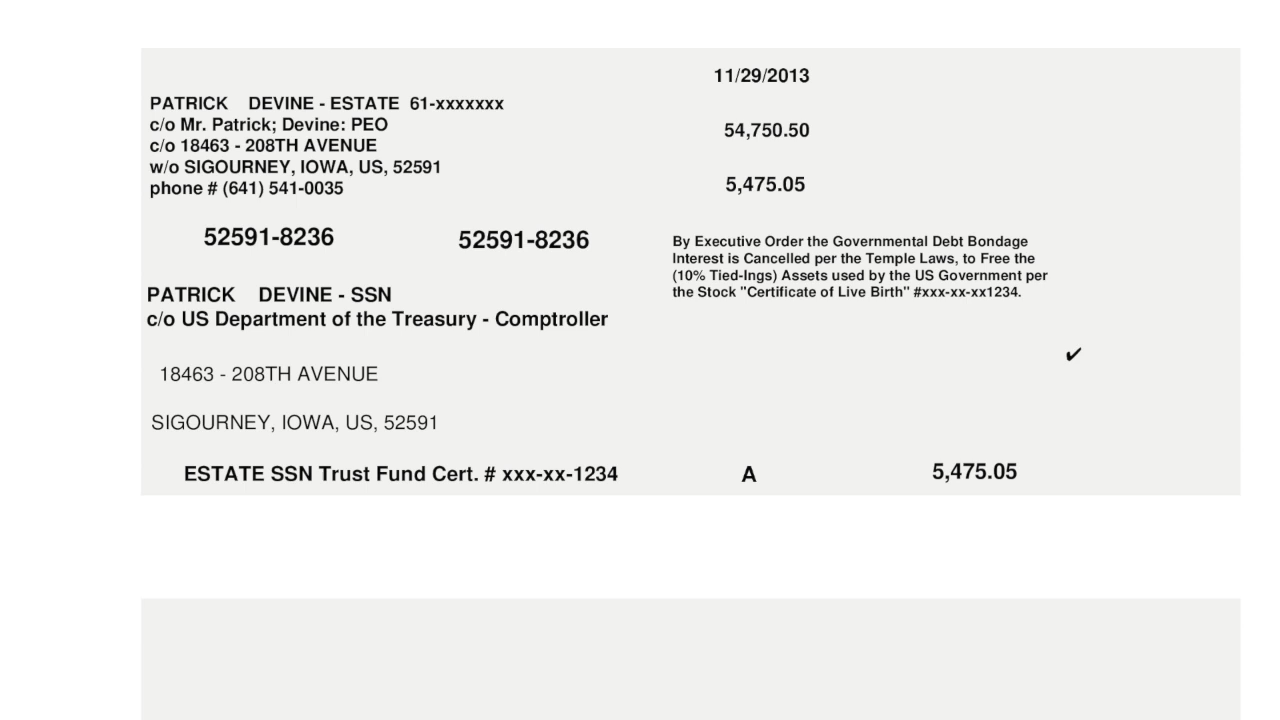 11/29/2013
PATRICK DEVINE - ESTATE 61-xxxxxxx
c/o Mr. Patrick; Devine: PEO
c/o 18463 - 208TH AVENUE
w/o SIGOURNEY, IOWA, US, 52591
phone # (641) 541-0035
54,750.50
5,475.05
52591-8236 52591-8236
By Executive Order the Governmental Debt Bondage
Interest is Cancelled per the Temple Laws, to Free the
(10% Tied-Ings) Assets used by the US Government per
the Stock "Certificate of Live Birth" #xxx-xx-xx1234.
PATRICK DEVINE - SSN
c/o US Department of the Treasury - Comptroller
✔
18463 - 208TH AVENUE
SIGOURNEY, IOWA, US, 52591
ESTATE SSN Trust Fund Cert. # xxx-xx-1234 A 5,475.05